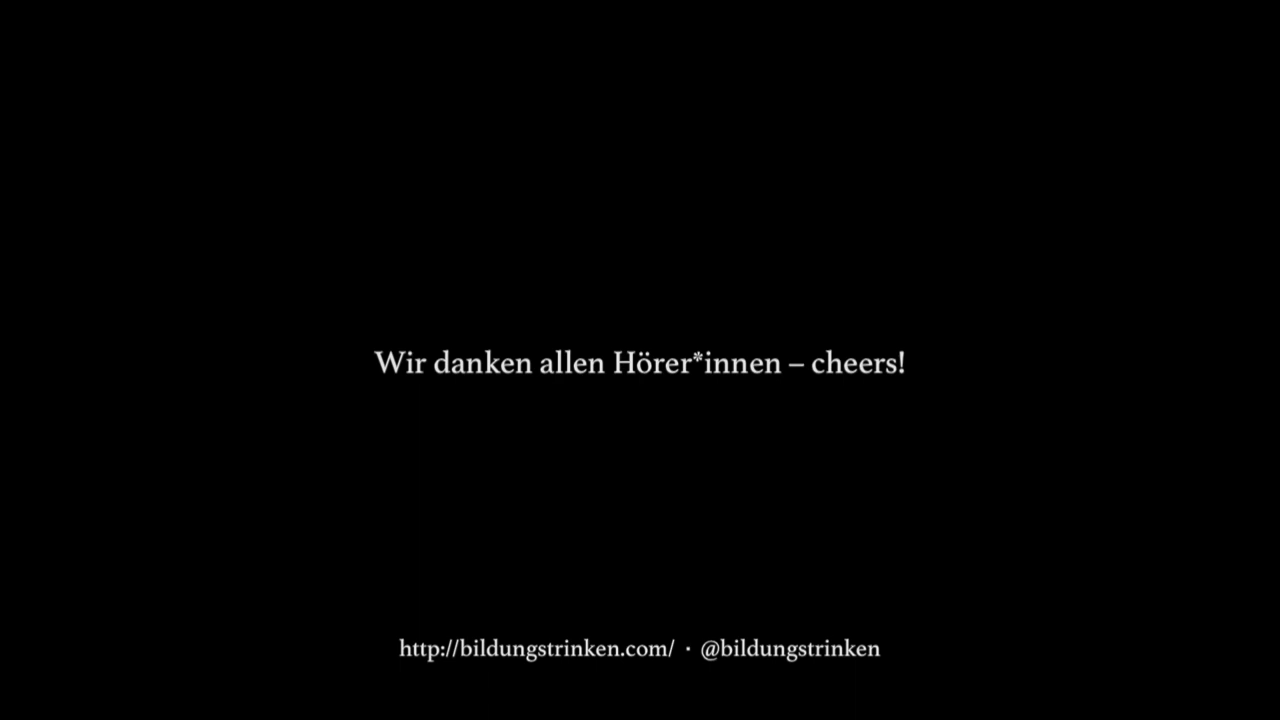 Wir danken allen Hörer*innen – cheers!
http://bildungstrinken.com/ · @bildungstrinken